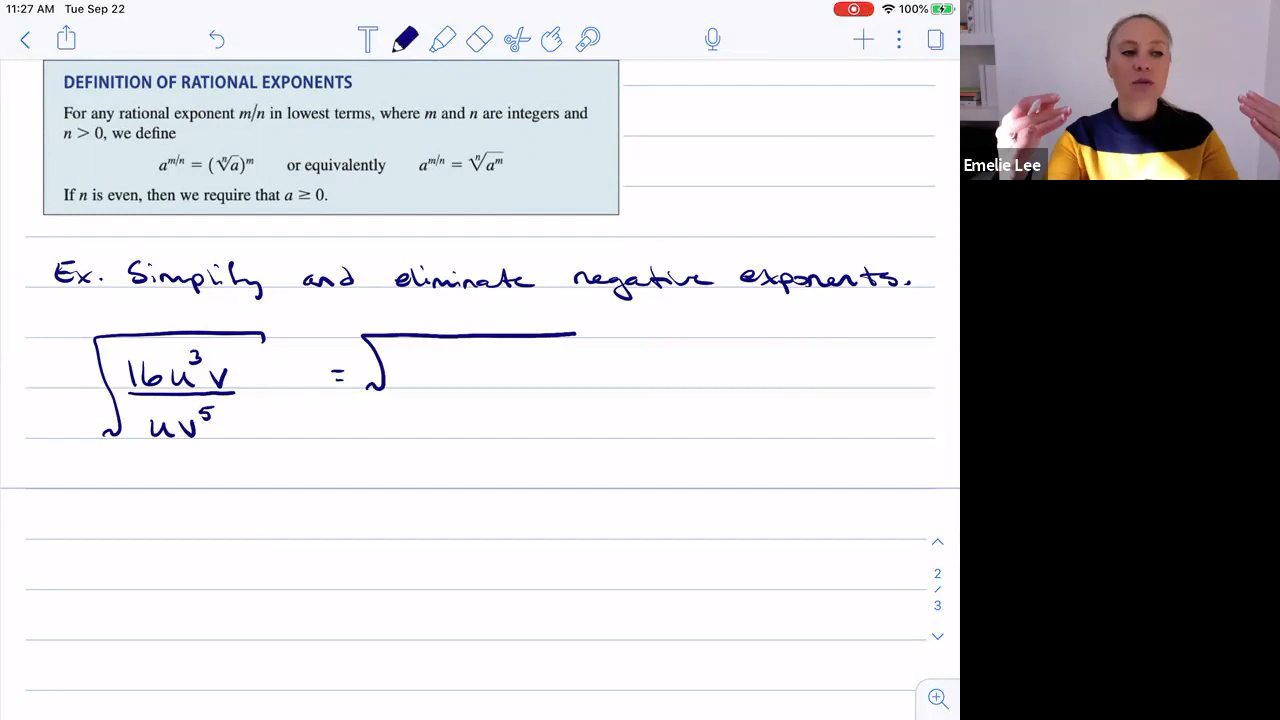 11:27 AM Tue Sep 22
100%
DEFINITION OF RATIONAL EXPONENTS
For any rational exponent m/n in lowest terms, where m and n are integers and
n > 0, we define
a^{m/n} = (ⁿ√a)^m or equivalently a^{m/n} = ⁿ√a^m
If n is even, then we require that a ≥ 0.
Emelie Lee
Ex. Simplify and eliminate negative exponents.
√(16u³v / uv⁵) = √
2
/
3